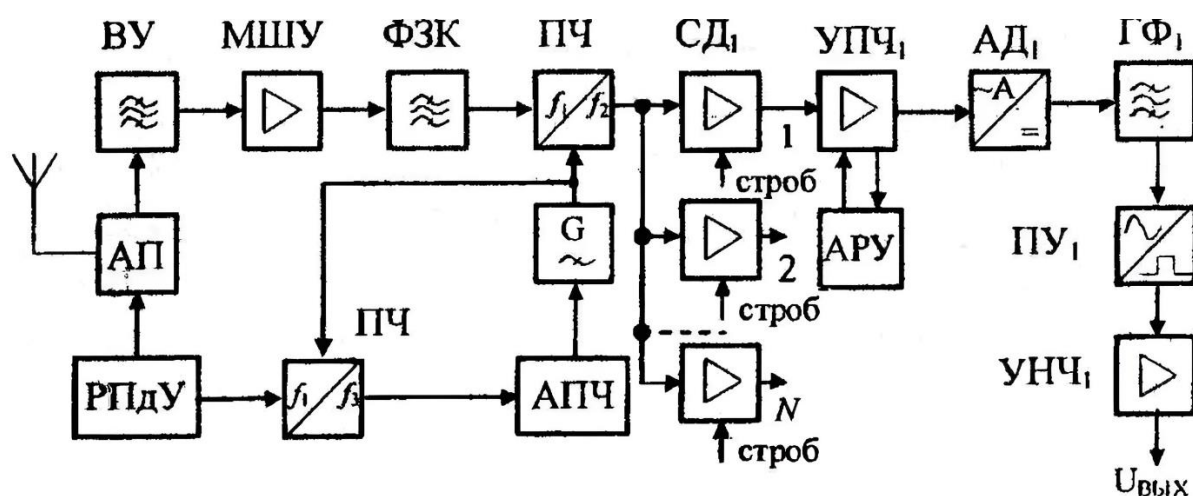 ВУ МШУ ФЗК ПЧ СД₁ УПЧ₁ АД₁ ГФ₁
f₁ f₂ ~A =
1
строб
АП G АРУ ПУ₁
2
строб
ПЧ
УНЧ₁
РПдУ f₁ f₃ АПЧ N
строб
Uвых